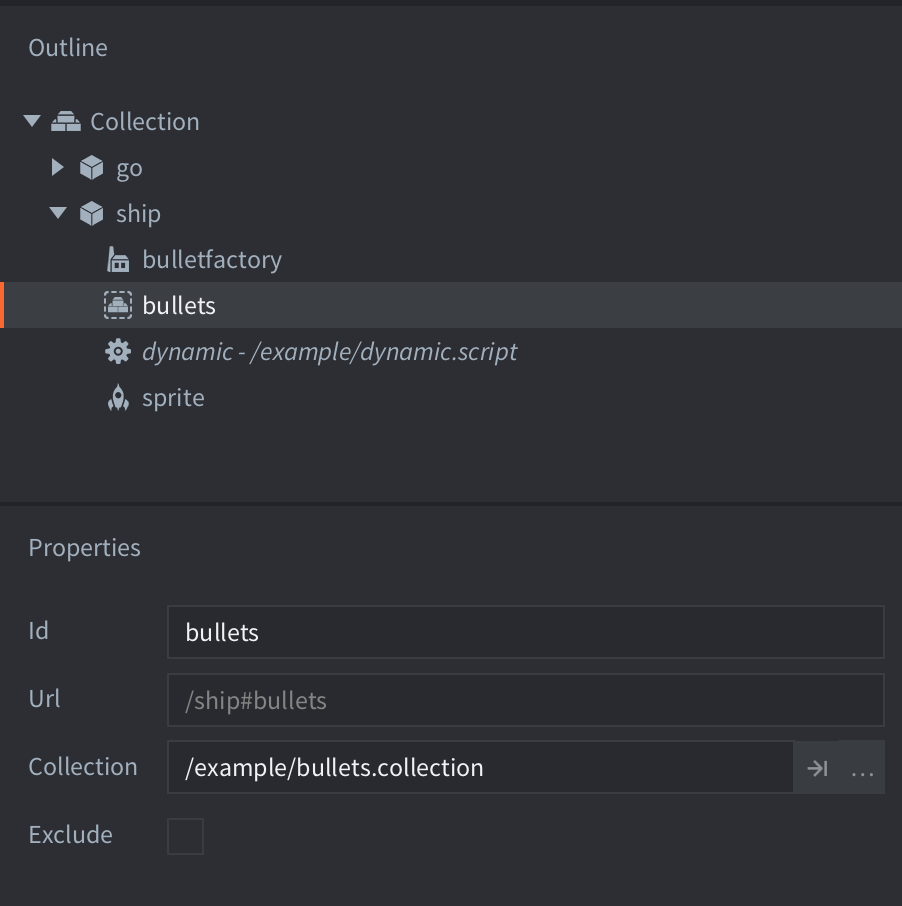 Outline
Collection
go
ship
bulletfactory
bullets
dynamic - /example/dynamic.script
sprite
Properties
Id bullets
Url /ship#bullets
Collection /example/bullets.collection ...
Exclude